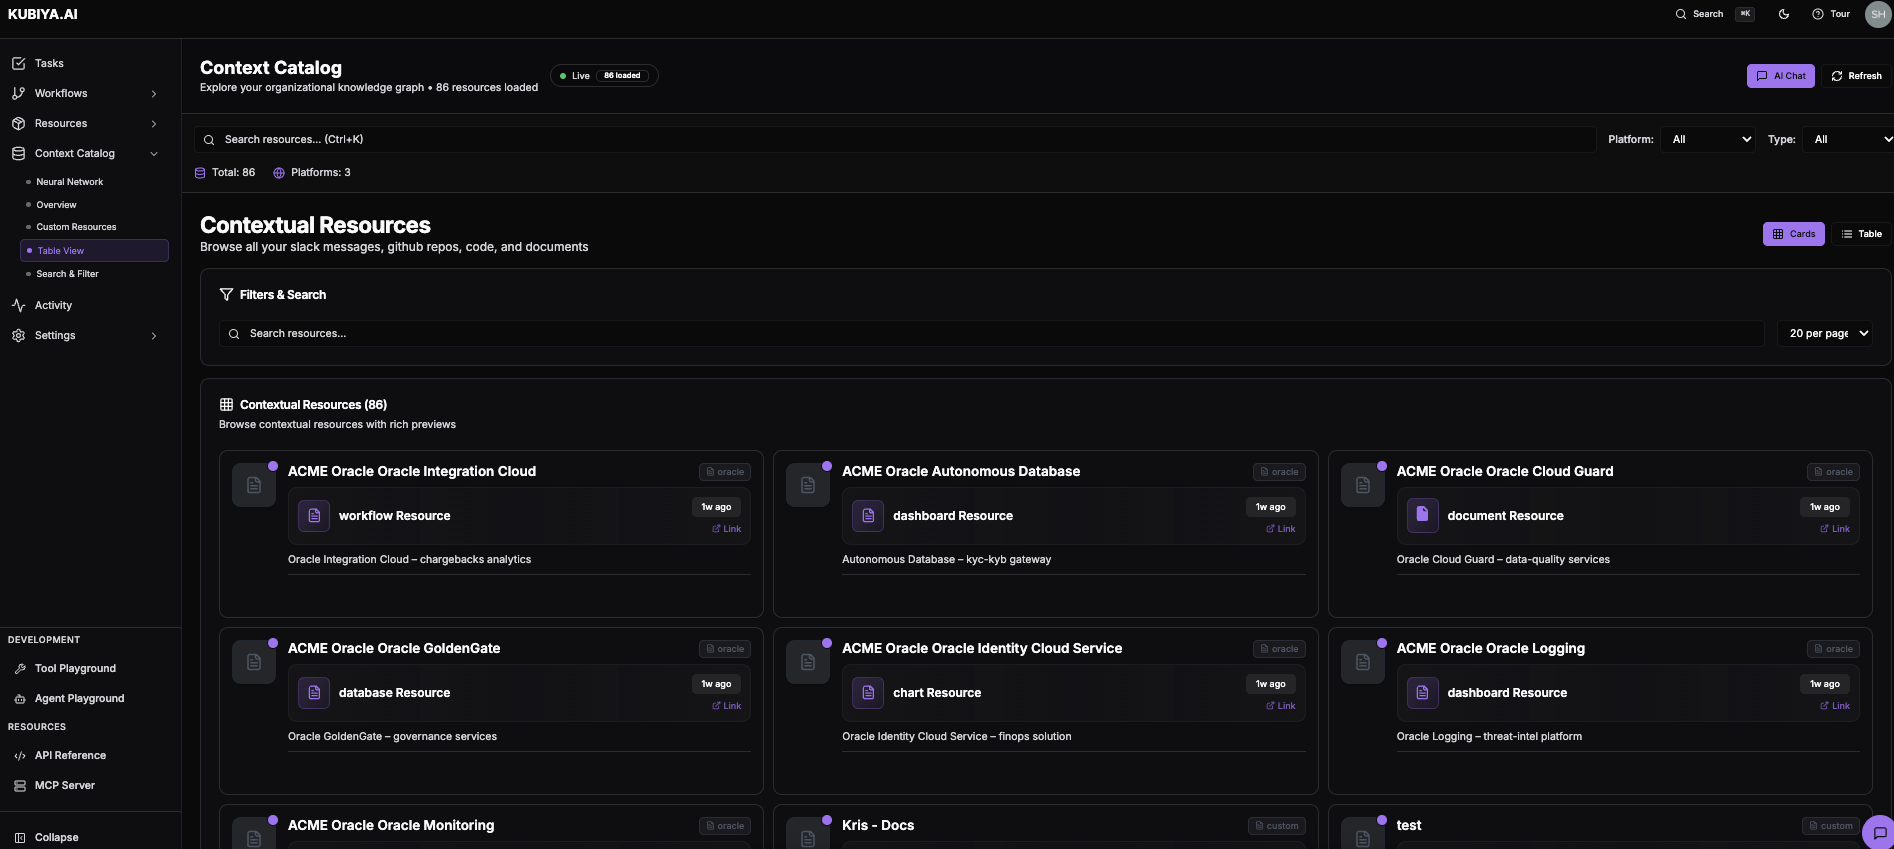 KUBIYA.AI
Search ⌘K Tour SH
Tasks
Workflows
Resources
Context Catalog
Neural Network
Overview
Custom Resources
Table View
Search & Filter
Activity
Settings
DEVELOPMENT
Tool Playground
Agent Playground
RESOURCES
API Reference
MCP Server
Collapse
Context Catalog
Live 86 loaded
Explore your organizational knowledge graph • 86 resources loaded
AI Chat Refresh
Search resources... (Ctrl+K)
Platform: All Type: All
Total: 86 Platforms: 3
Contextual Resources
Browse all your slack messages, github repos, code, and documents
Cards Table
Filters & Search
Search resources...
20 per page
Contextual Resources (86)
Browse contextual resources with rich previews
ACME Oracle Oracle Integration Cloud
oracle
workflow Resource
1w ago
Link
Oracle Integration Cloud – chargebacks analytics
ACME Oracle Autonomous Database
oracle
dashboard Resource
1w ago
Link
Autonomous Database – kyc-kyb gateway
ACME Oracle Oracle Cloud Guard
oracle
document Resource
1w ago
Link
Oracle Cloud Guard – data-quality services
ACME Oracle Oracle GoldenGate
oracle
database Resource
1w ago
Link
Oracle GoldenGate – governance services
ACME Oracle Oracle Identity Cloud Service
oracle
chart Resource
1w ago
Link
Oracle Identity Cloud Service – finops solution
ACME Oracle Oracle Logging
oracle
dashboard Resource
1w ago
Link
Oracle Logging – threat-intel platform
ACME Oracle Oracle Monitoring
oracle
Kris - Docs
custom
test
custom